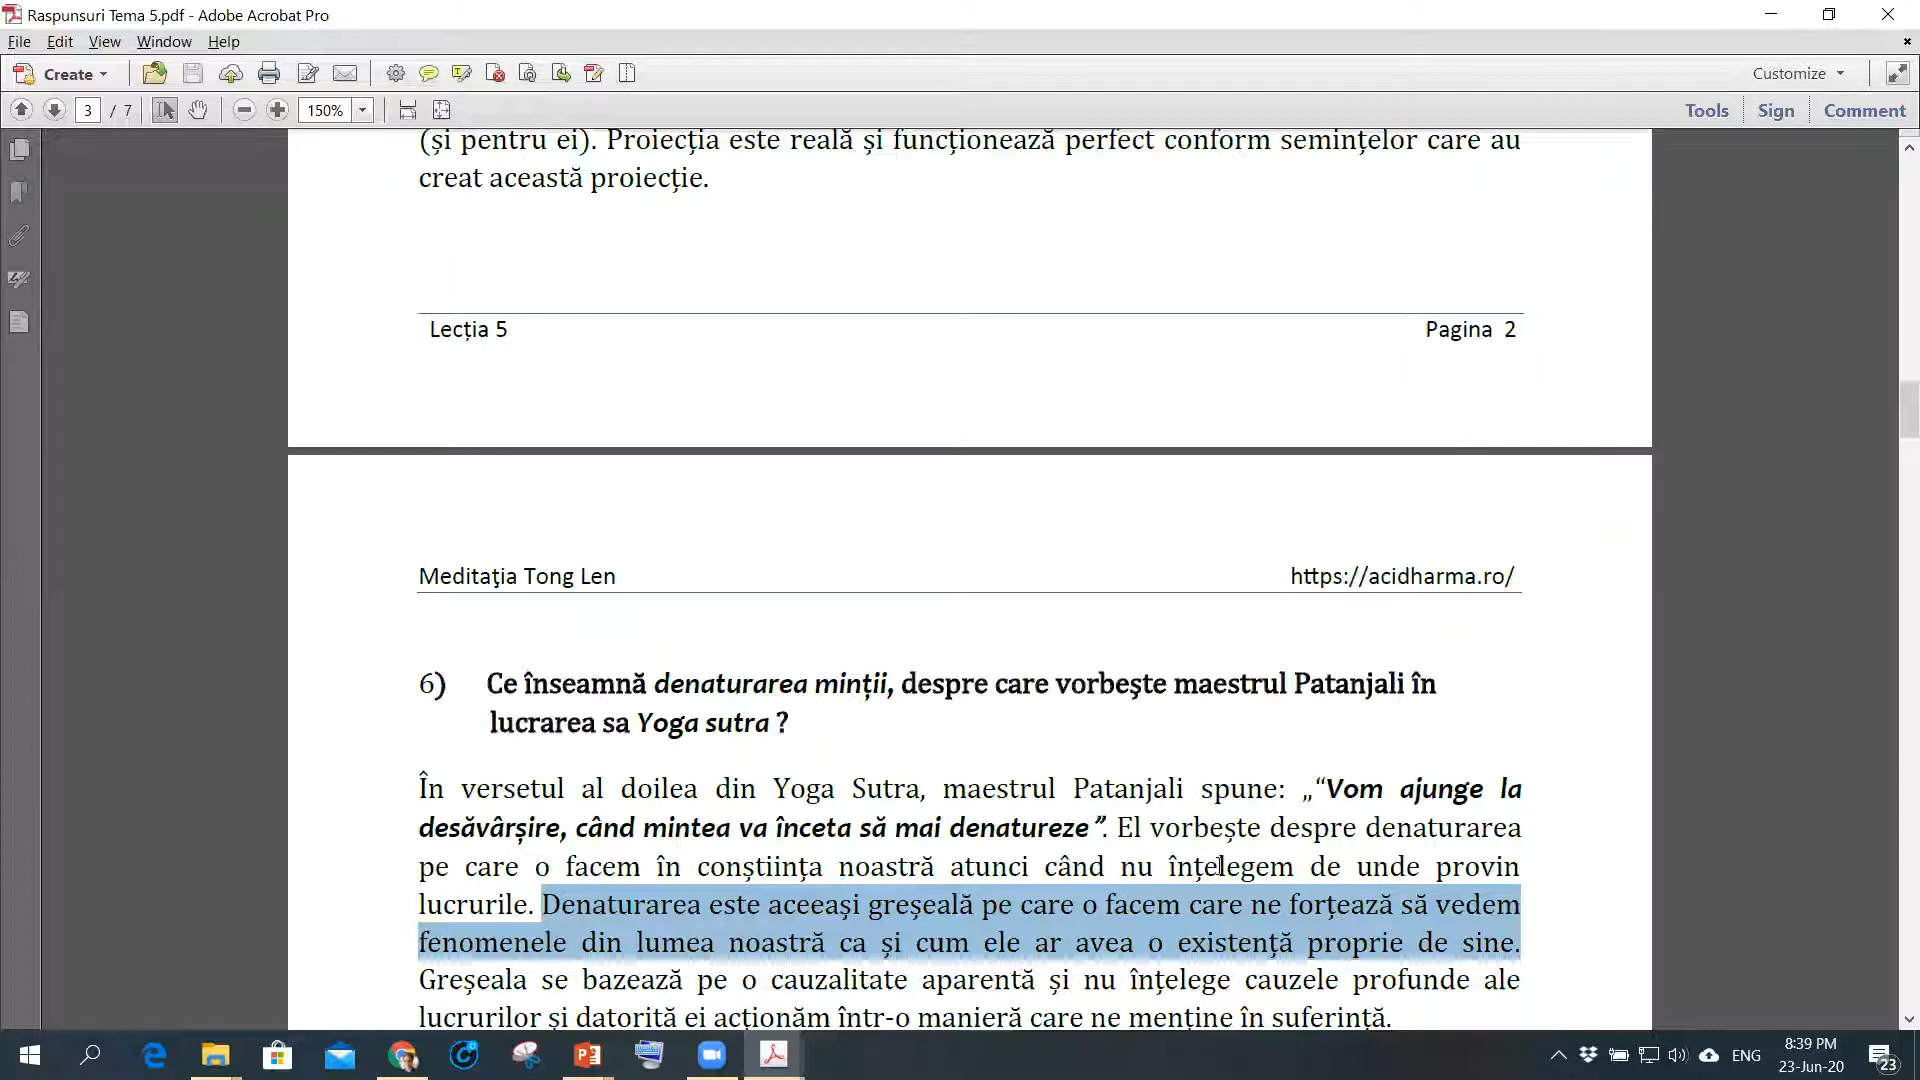 Raspunsuri Tema 5.pdf - Adobe Acrobat Pro
File Edit View Window Help
Create Customize
3 / 7 150% Tools Sign Comment
(și pentru ei). Proiecția este reală și funcționează perfect conform semințelor care au
creat această proiecție.
Lecția 5 Pagina 2
Meditaţia Tong Len https://acidharma.ro/
6) Ce înseamnă denaturarea minții, despre care vorbeşte maestrul Patanjali în
lucrarea sa Yoga sutra ?
În versetul al doilea din Yoga Sutra, maestrul Patanjali spune: „“Vom ajunge la
desăvârșire, când mintea va înceta să mai denatureze”. El vorbește despre denaturarea
pe care o facem în conștiința noastră atunci când nu înțelegem de unde provin
lucrurile. Denaturarea este aceeași greșeală pe care o facem care ne forțează să vedem
fenomenele din lumea noastră ca și cum ele ar avea o existență proprie de sine.
Greșeala se bazează pe o cauzalitate aparentă și nu înțelege cauzele profunde ale
lucrurilor și datorită ei acționăm într-o manieră care ne menține în suferință.
ENG 8:39 PM
23-Jun-20 23